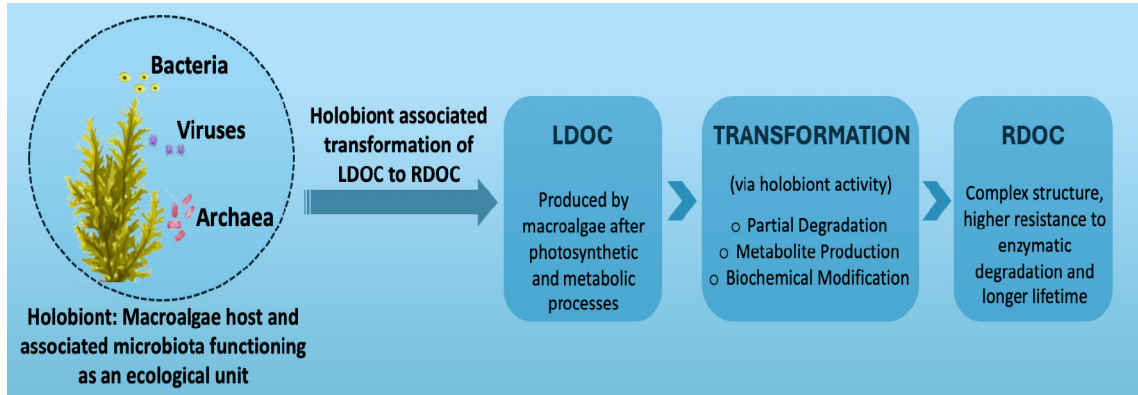 Bacteria
Viruses
Archaea
Holobiont: Macroalgae host and
associated microbiota functioning
as an ecological unit
Holobiont associated
transformation of
LDOC to RDOC
LDOC
Produced by
macroalgae after
photosynthetic
and metabolic
processes
TRANSFORMATION
(via holobiont activity)
○ Partial Degradation
○ Metabolite Production
○ Biochemical Modification
RDOC
Complex structure,
higher resistance to
enzymatic
degradation and
longer lifetime